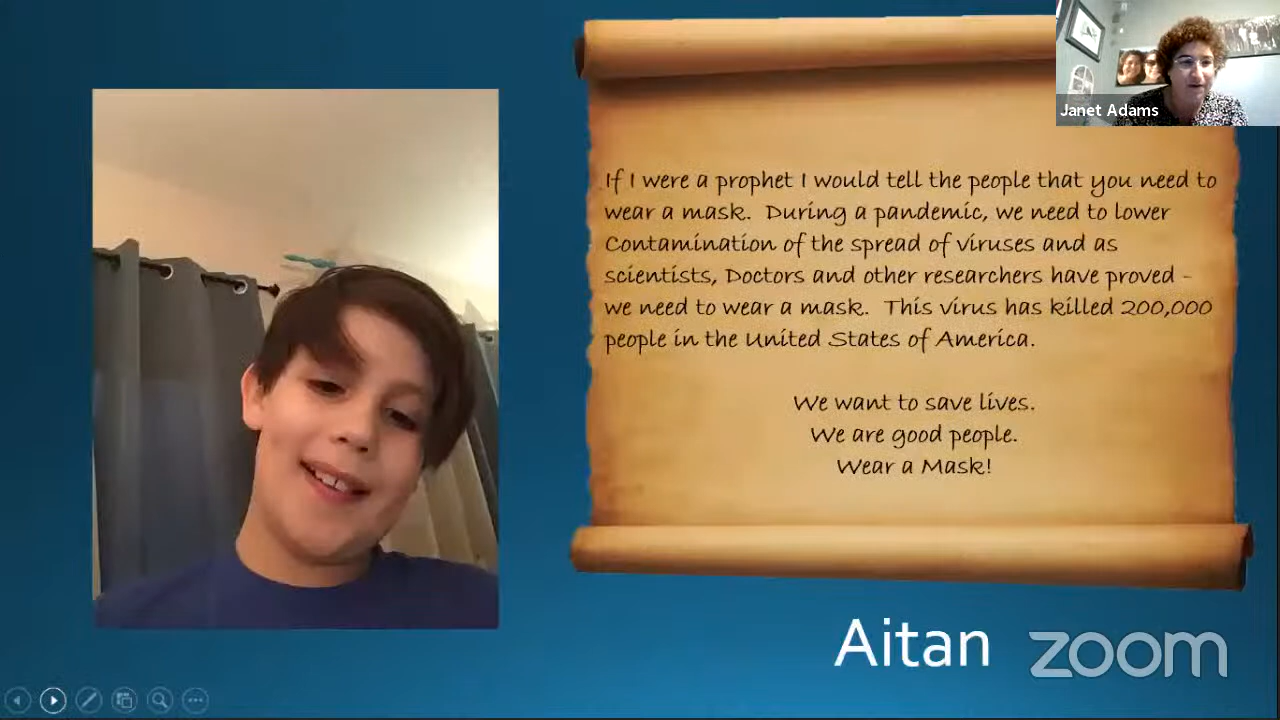 Janet Adams
If I were a prophet I would tell the people that you need to
wear a mask. During a pandemic, we need to lower
Contamination of the spread of viruses and as
scientists, Doctors and other researchers have proved -
we need to wear a mask. This virus has killed 200,000
people in the United States of America.
We want to save lives.
We are good people.
Wear a Mask!
Aitan
zoom